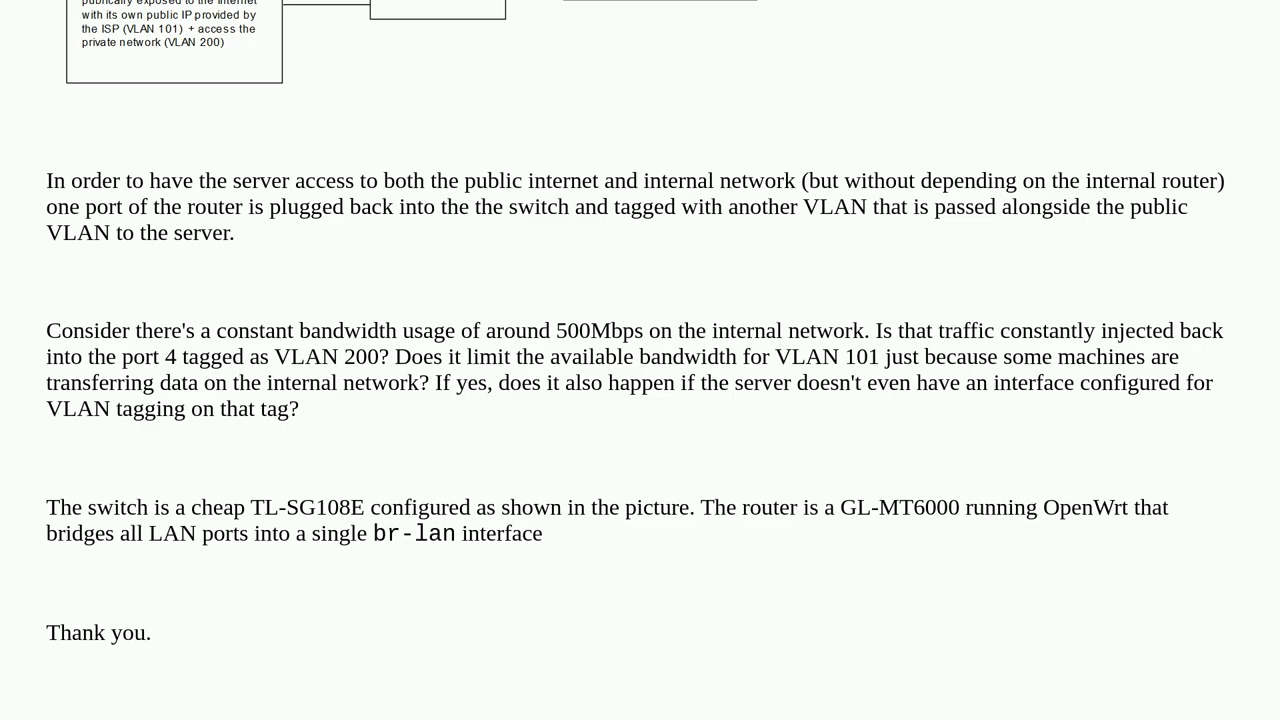 publically exposed to the internet
with its own public IP provided by
the ISP (VLAN 101) + access the
private network (VLAN 200)
In order to have the server access to both the public internet and internal network (but without depending on the internal router)
one port of the router is plugged back into the the switch and tagged with another VLAN that is passed alongside the public
VLAN to the server.
Consider there's a constant bandwidth usage of around 500Mbps on the internal network. Is that traffic constantly injected back
into the port 4 tagged as VLAN 200? Does it limit the available bandwidth for VLAN 101 just because some machines are
transferring data on the internal network? If yes, does it also happen if the server doesn't even have an interface configured for
VLAN tagging on that tag?
The switch is a cheap TL-SG108E configured as shown in the picture. The router is a GL-MT6000 running OpenWrt that
bridges all LAN ports into a single br-lan interface
Thank you.